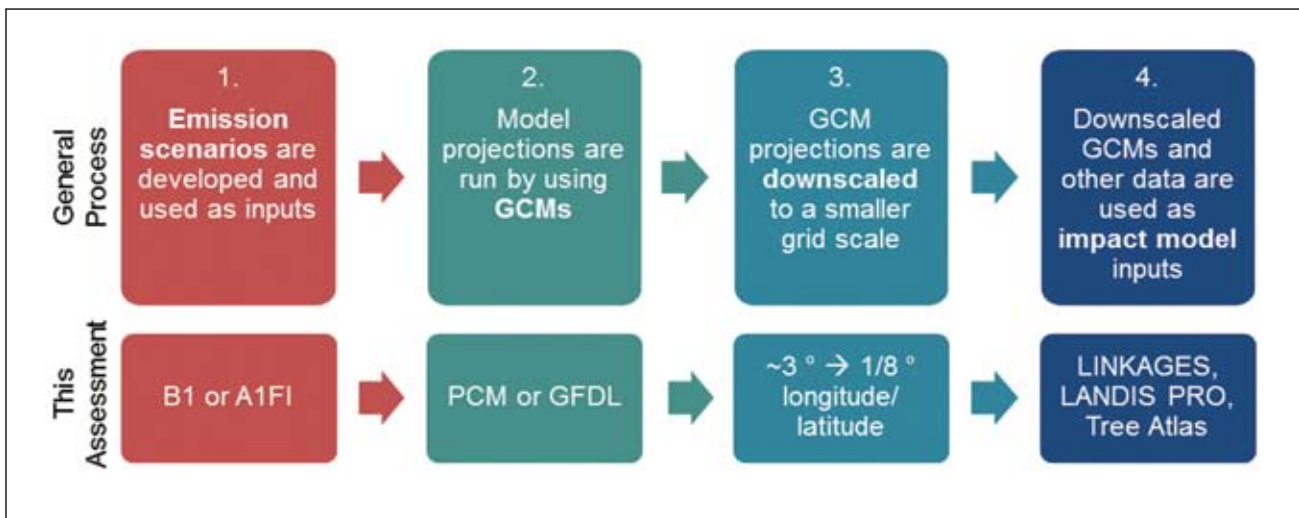 General
Process
1.
Emission
scenarios are
developed and
used as inputs
2.
Model
projections are
run by using
GCMs
3.
GCM
projections are
downscaled
to a smaller
grid scale
4.
Downscaled
GCMs and
other data are
used as
impact model
inputs
This
Assessment
B1 or A1FI
PCM or GFDL
~3 ° → 1/8 °
longitude/
latitude
LINKAGES,
LANDIS PRO,
Tree Atlas